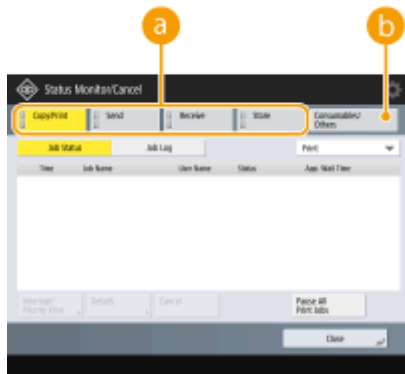 a
b
Status Monitor/Cancel
Copy/Print Send Receive Store Consumables/
Others
Job Status Job Log Print
Time Job Name User Name Status App. Wait Time
Interrupt/
Priority Print Details Cancel Pause All
Print Jobs
Close